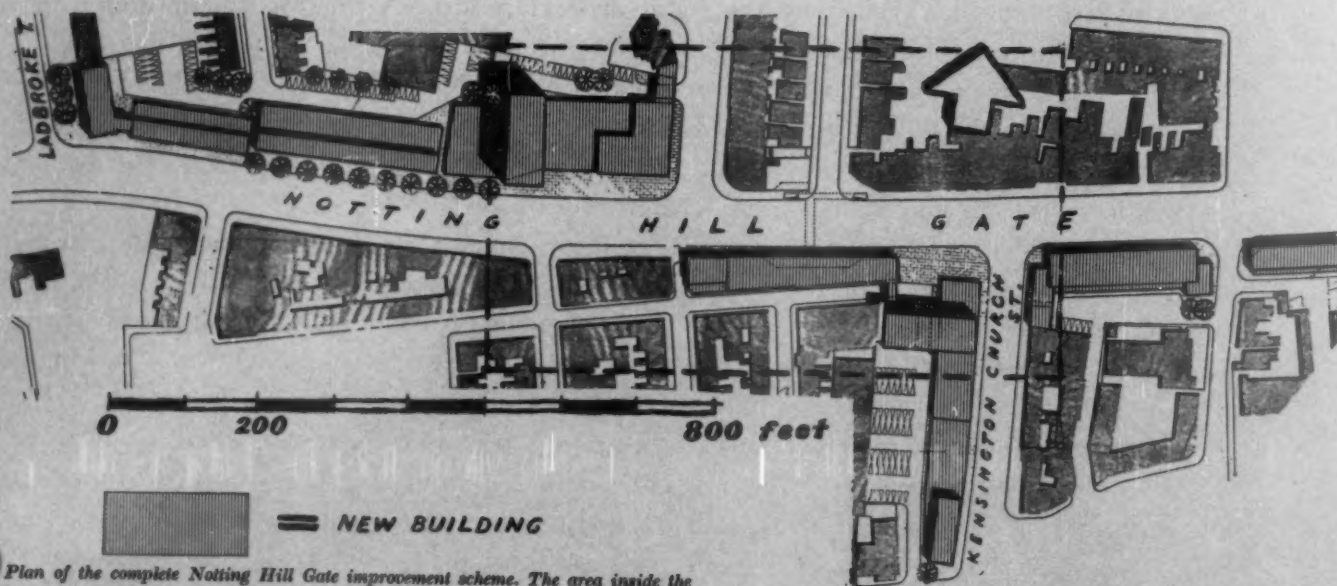 LADBROKE T.
NOTTING HILL GATE
KENSINGTON CHURCH ST.
0 200 800 feet
= NEW BUILDING
Plan of the complete Notting Hill Gate improvement scheme. The area inside the